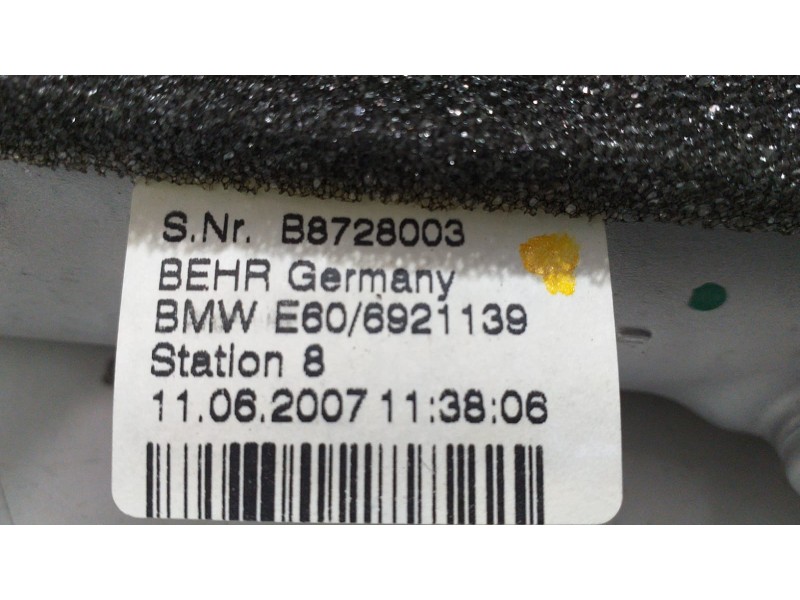 S.Nr. B8728003
BEHR Germany
BMW E60/6921139
Station 8
11.06.2007 11:38:06